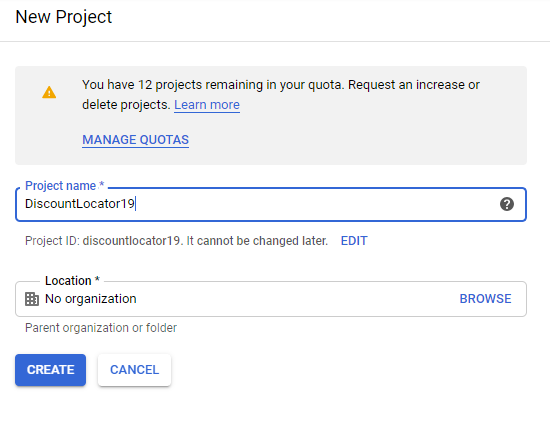 New Project
You have 12 projects remaining in your quota. Request an increase or
delete projects. Learn more
MANAGE QUOTAS
Project name *
DiscountLocator19
Project ID: discountlocator19. It cannot be changed later. EDIT
Location *
No organization BROWSE
Parent organization or folder
CREATE CANCEL